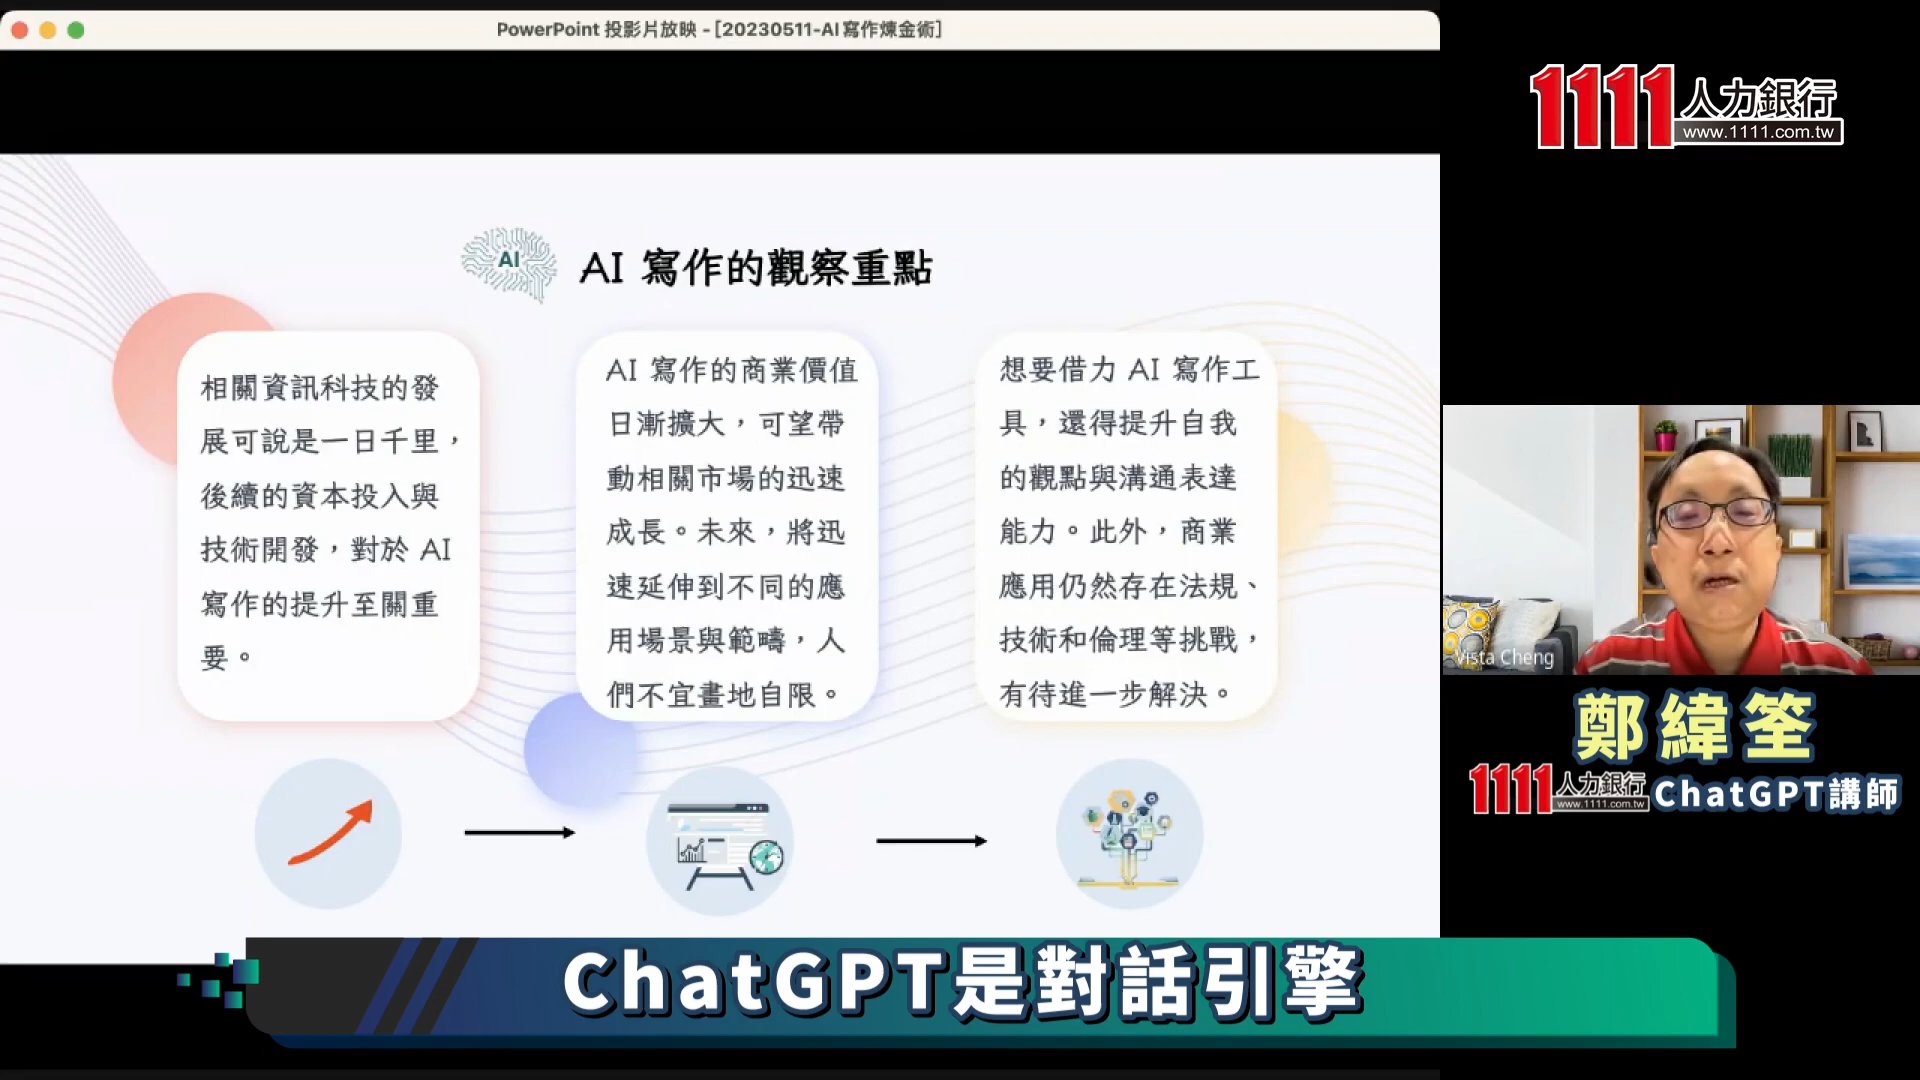 PowerPoint 投影片放映 - [20230511-AI寫作煉金術]
1111人力銀行
www.1111.com.tw
AI
AI 寫作的觀察重點
相關資訊科技的發
展可說是一日千里，
後續的資本投入與
技術開發，對於 AI
寫作的提升至關重
要。
AI 寫作的商業價值
日漸擴大，可望帶
動相關市場的迅速
成長。未來，將迅
速延伸到不同的應
用場景與範疇，人
們不宜畫地自限。
想要借力 AI 寫作工
具，還得提升自我
的觀點與溝通表達
能力。此外，商業
應用仍然存在法規、
技術和倫理等挑戰，
有待進一步解決。
Vista Cheng
鄭緯筌
1111人力銀行
www.1111.com.tw
ChatGPT講師
ChatGPT是對話引擎